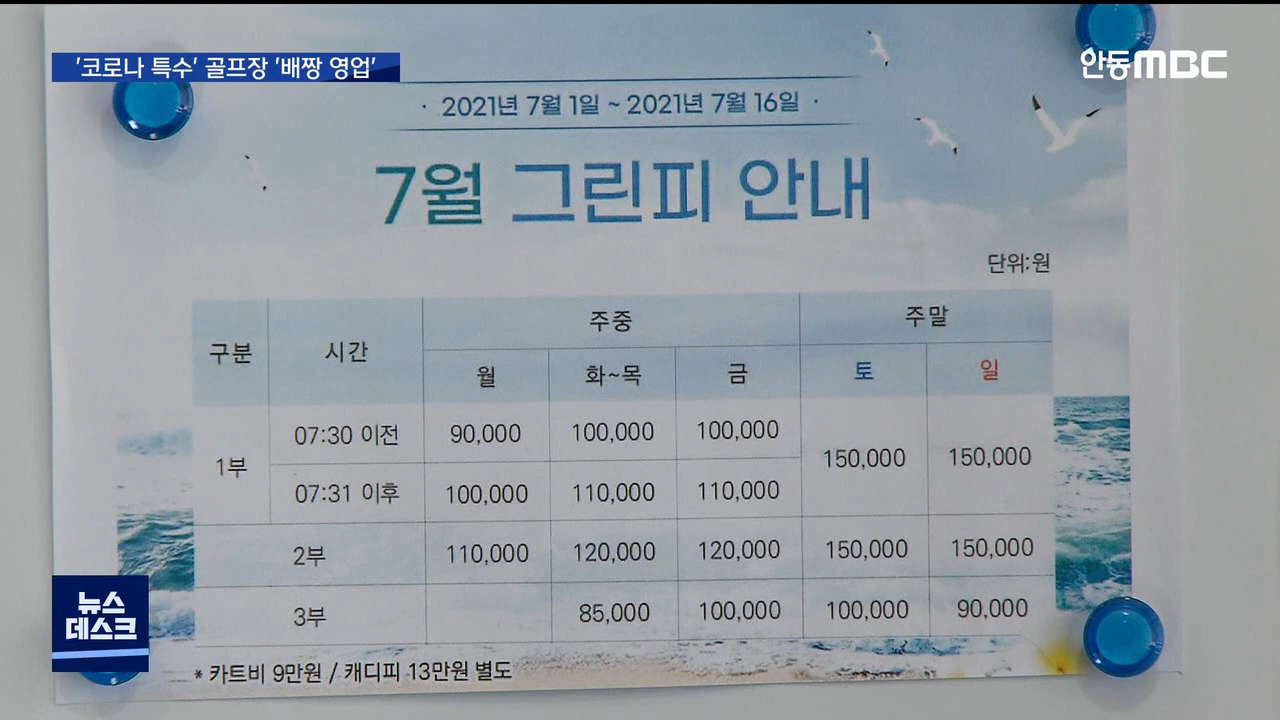 '코로나 특수' 골프장 '배짱 영업'
안동MBC
· 2021년 7월 1일 ~ 2021년 7월 16일 ·
7월 그린피 안내
단위:원
구분 시간 주중 주말
월 화~목 금 토 일
1부 07:30 이전 90,000 100,000 100,000 150,000 150,000
07:31 이후 100,000 110,000 110,000
2부 110,000 120,000 120,000 150,000 150,000
3부 85,000 100,000 100,000 90,000
* 카트비 9만원 / 캐디피 13만원 별도
뉴스
데스크